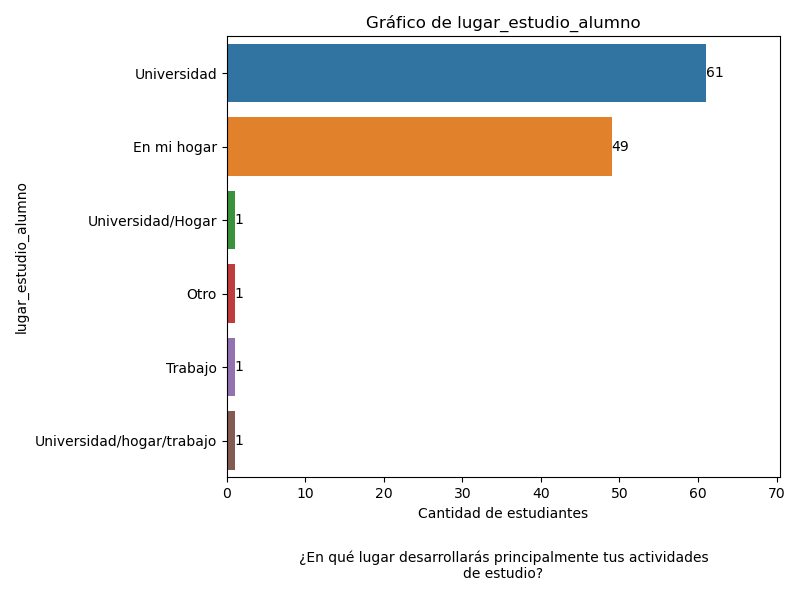 Gráfico de lugar_estudio_alumno
lugar_estudio_alumno
Universidad
61
En mi hogar
49
Universidad/Hogar
1
Otro
1
Trabajo
1
Universidad/hogar/trabajo
1
0 10 20 30 40 50 60 70
Cantidad de estudiantes
¿En qué lugar desarrollarás principalmente tus actividades
de estudio?